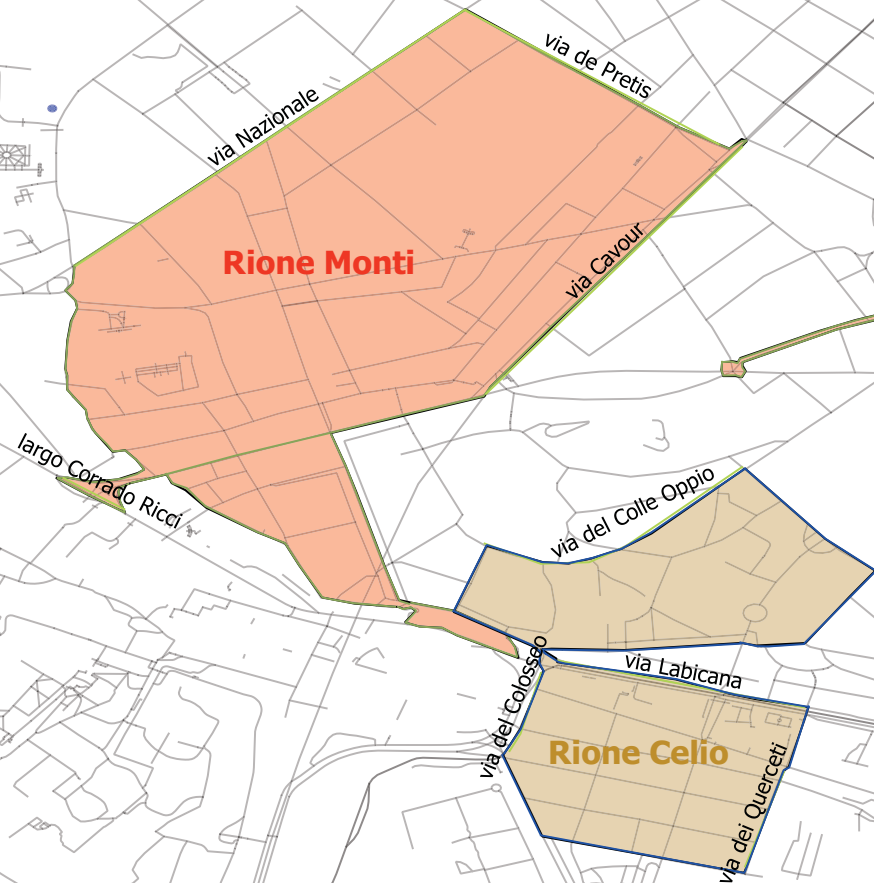 via de Pretis
via Nazionale
Rione Monti
via Cavour
largo Corrado Ricci
via del Colle Oppio
via del Colosseo
via Labicana
Rione Celio
via dei Querceti